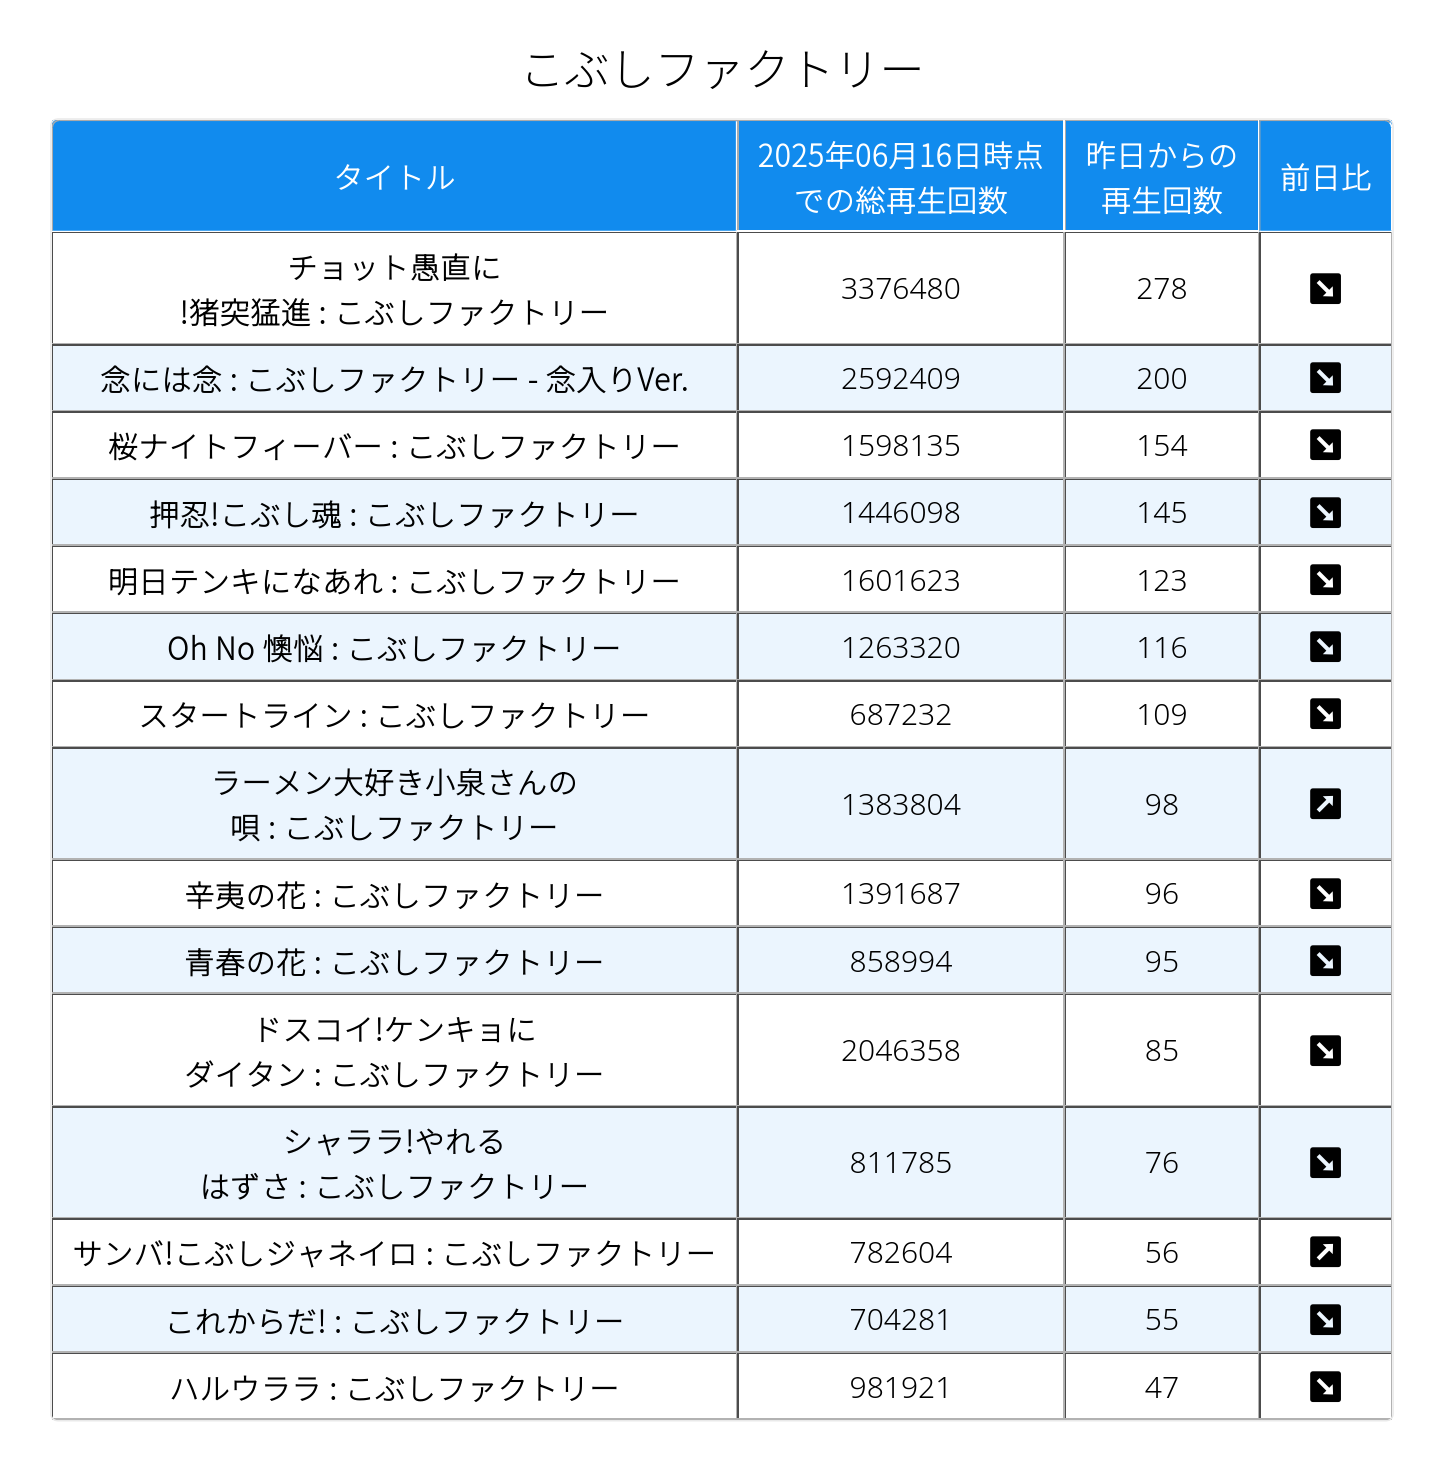 こぶしファクトリー
タイトル
2025年06月16日時点
での総再生回数
昨日からの
再生回数
前日比
チョット愚直に
!猪突猛進 : こぶしファクトリー
3376480
278
念には念 : こぶしファクトリー - 念入りVer.
2592409
200
桜ナイトフィーバー : こぶしファクトリー
1598135
154
押忍!こぶし魂 : こぶしファクトリー
1446098
145
明日テンキになあれ : こぶしファクトリー
1601623
123
Oh No 懊悩 : こぶしファクトリー
1263320
116
スタートライン : こぶしファクトリー
687232
109
ラーメン大好き小泉さんの
唄 : こぶしファクトリー
1383804
98
辛夷の花 : こぶしファクトリー
1391687
96
青春の花 : こぶしファクトリー
858994
95
ドスコイ!ケンキョに
ダイタン : こぶしファクトリー
2046358
85
シャララ!やれる
はずさ : こぶしファクトリー
811785
76
サンバ!こぶしジャネイロ : こぶしファクトリー
782604
56
これからだ! : こぶしファクトリー
704281
55
ハルウララ : こぶしファクトリー
981921
47